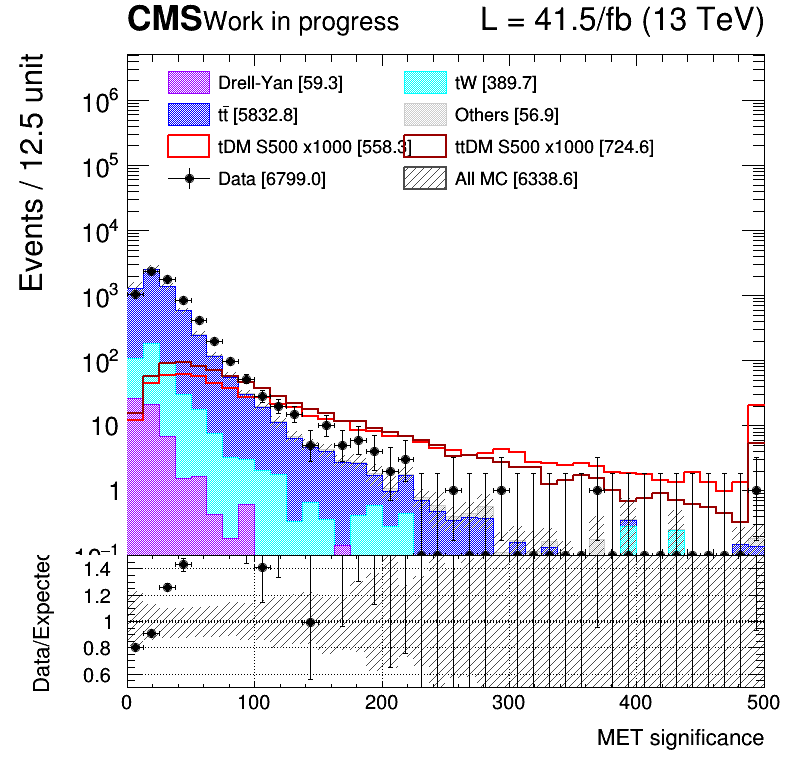 CMS Work in progress L = 41.5/fb (13 TeV)
Events / 12.5 unit
Drell-Yan [59.3] tW [389.7]
tt̄ [5832.8] Others [56.9]
tDM S500 x1000 [558.3] ttDM S500 x1000 [724.6]
Data [6799.0] All MC [6338.6]
10⁶
10⁵
10⁴
10³
10²
10
1
10⁻¹
Data/Expected
1.4
1.2
1
0.8
0.6
0 100 200 300 400 500
MET significance